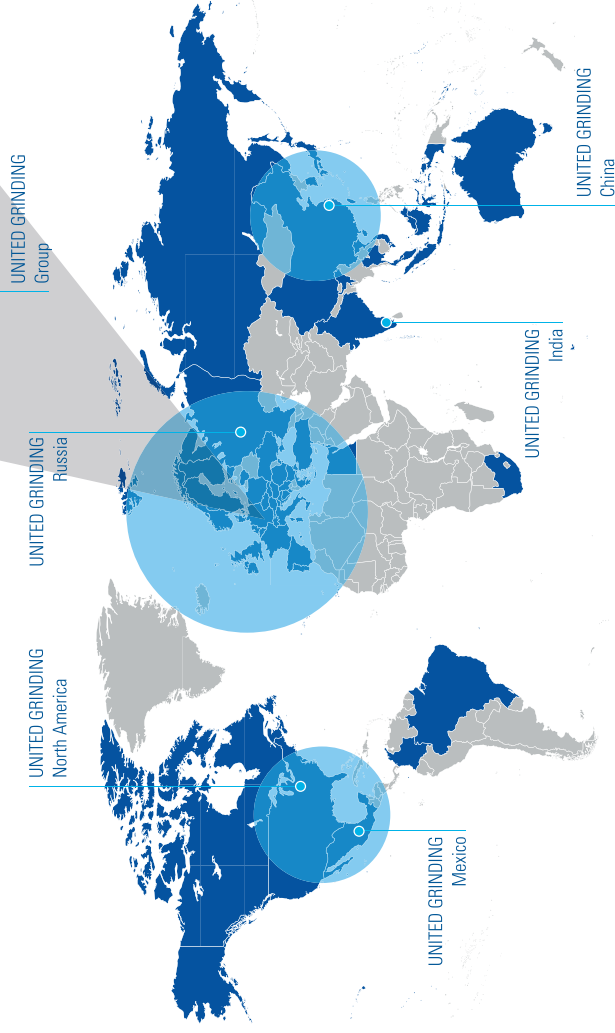 UNITED GRINDING
Group
UNITED GRINDING
North America
UNITED GRINDING
Russia
UNITED GRINDING
Mexico
UNITED GRINDING
India
UNITED GRINDING
China